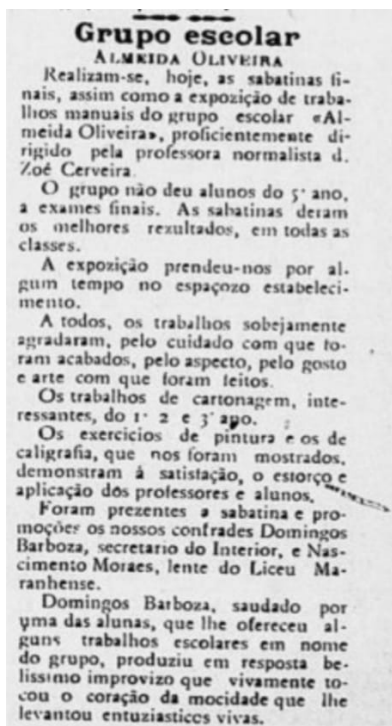 Grupo escolar
ALMEIDA OLIVEIRA
Realizam-se, hoje, as sabatinas fi-
nais, assim como a expozição de traba-
lhos manuais do grupo escolar «Al-
meida Oliveira», proficientemente di-
rigido pela professora normalista d.
Zoé Cerveira.
O grupo não deu alunos do 5º ano,
a exames finais. As sabatinas deram
os melhores rezultados, em todas as
classes.
A expozição prendeu-nos por al-
gum tempo no espaçozo estabeleci-
mento.
A todos, os trabalhos sobejamente
agradaram, pelo cuidado com que fo-
ram acabados, pelo aspecto, pelo gosto
e arte com que foram feitos.
Os trabalhos de cartonagem, inte-
ressantes, do 1º 2 e 3º ano.
Os exercicios de pintura e os de
caligrafia, que nos foram mostrados,
demonstram á satisfação, o esforço e
aplicação dos professores e alunos.
Foram prezentes a sabatina e pro-
moções os nossos confrades Domingos
Barboza, secretario do Interior, e Nas-
cimento Moraes, lente do Liceu Ma-
ranhense.
Domingos Barboza, saudado por
uma das alunas, que lhe ofereceu al-
guns trabalhos escolares em nome
do grupo, produziu em resposta be-
lissimo improvizo que vivamente to-
cou o coração da mocidade que lhe
levantou entuziasticos vivas.